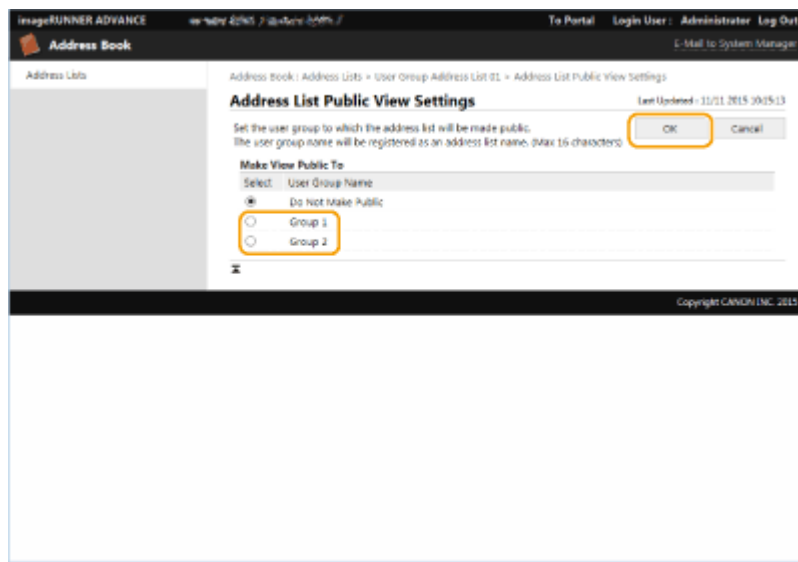 imageRUNNER ADVANCE To Portal Login User : Administrator Log Out
Address Book E-Mail to System Manager
Address Lists
Address Book : Address Lists > User Group Address List 01 > Address List Public View Settings
Address List Public View Settings Last Updated : 11/11 2015 10:15:13
Set the user group to which the address list will be made public.
The user group name will be registered as an address list name. (Max 16 characters)
OK Cancel
Make View Public To
Select User Group Name
Do Not Make Public
Group 1
Group 2
Copyright CANON INC. 2015